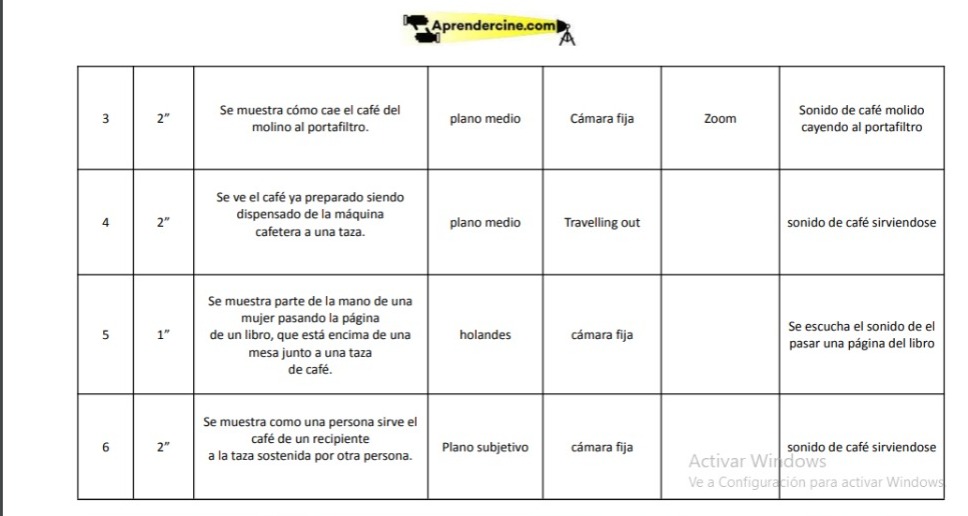 Aprendercine.com
3
2”
Se muestra cómo cae el café del
molino al portafiltro.
plano medio
Cámara fija
Zoom
Sonido de café molido
cayendo al portafiltro
4
2”
Se ve el café ya preparado siendo
dispensado de la máquina
cafetera a una taza.
plano medio
Travelling out
sonido de café sirviendose
5
1”
Se muestra parte de la mano de una
mujer pasando la página
de un libro, que está encima de una
mesa junto a una taza
de café.
holandes
cámara fija
Se escucha el sonido de el
pasar una página del libro
6
2”
Se muestra como una persona sirve el
café de un recipiente
a la taza sostenida por otra persona.
Plano subjetivo
cámara fija
sonido de café sirviendose
Activar Windows
Ve a Configuración para activar Windows